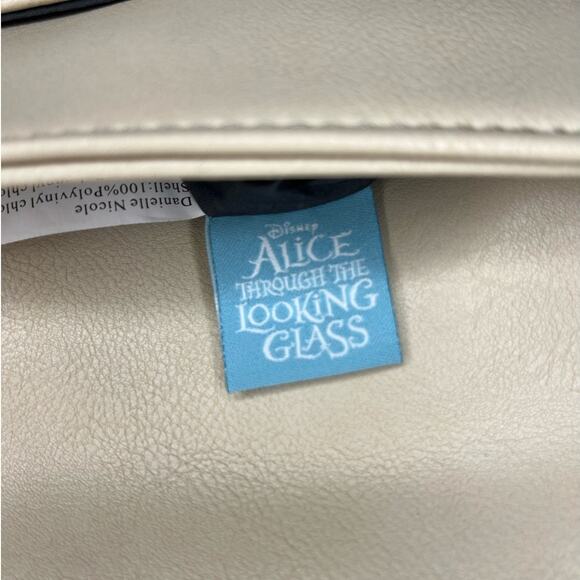 Disney
ALICE
THROUGH THE
LOOKING
GLASS
Danielle Nicole
Shell:100%Polyvinyl chlo